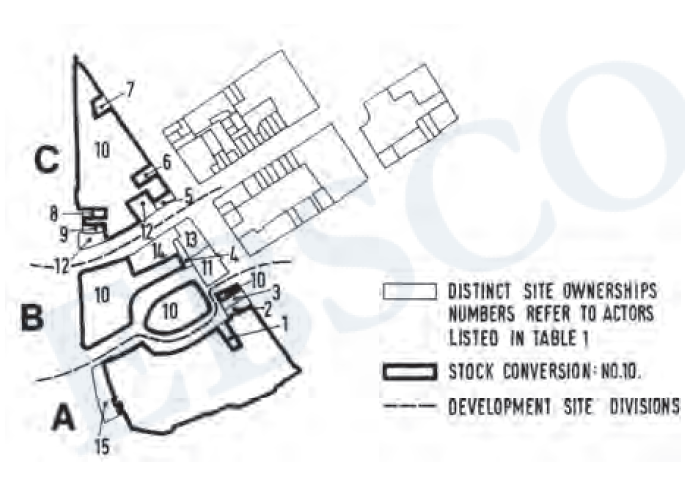 7
C
10
6
5
8
9
12
12
14
13
4
11
10
10
10
3
2
1
B
A
15
DISTINCT SITE OWNERSHIPS
NUMBERS REFER TO ACTORS
LISTED IN TABLE 1
STOCK CONVERSION: NO.10.
DEVELOPMENT SITE DIVISIONS
EBSCO